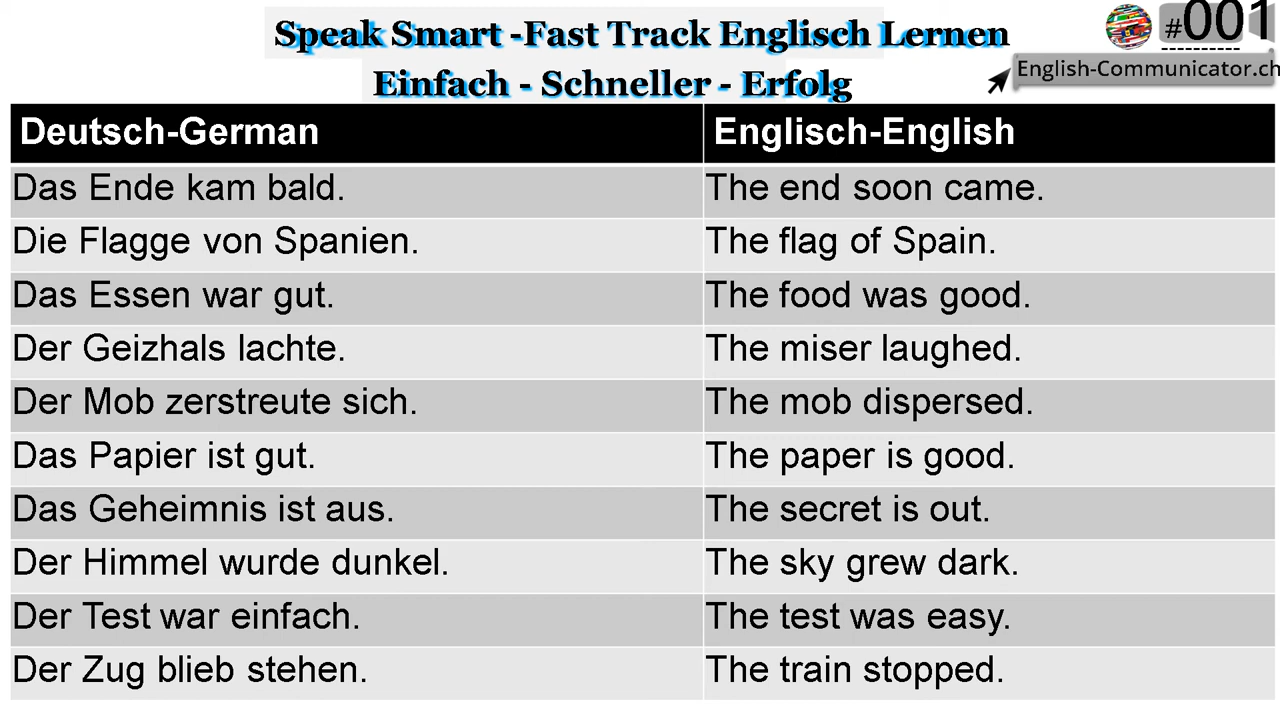 Speak Smart -Fast Track Englisch Lernen
Einfach - Schneller - Erfolg
#001
English-Communicator.ch
Deutsch-German Englisch-English
Das Ende kam bald. The end soon came.
Die Flagge von Spanien. The flag of Spain.
Das Essen war gut. The food was good.
Der Geizhals lachte. The miser laughed.
Der Mob zerstreute sich. The mob dispersed.
Das Papier ist gut. The paper is good.
Das Geheimnis ist aus. The secret is out.
Der Himmel wurde dunkel. The sky grew dark.
Der Test war einfach. The test was easy.
Der Zug blieb stehen. The train stopped.